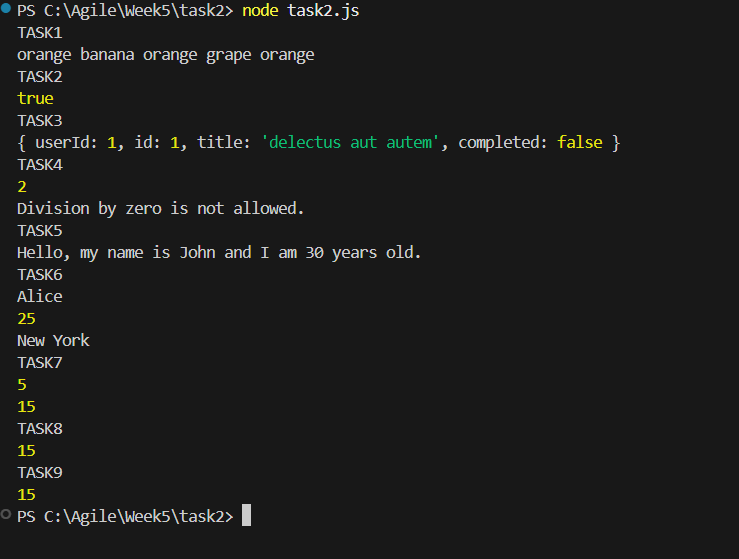 PS C:\Agile\Week5\task2> node task2.js
TASK1
orange banana orange grape orange
TASK2
true
TASK3
{ userId: 1, id: 1, title: 'delectus aut autem', completed: false }
TASK4
2
Division by zero is not allowed.
TASK5
Hello, my name is John and I am 30 years old.
TASK6
Alice
25
New York
TASK7
5
15
TASK8
15
TASK9
15
PS C:\Agile\Week5\task2>